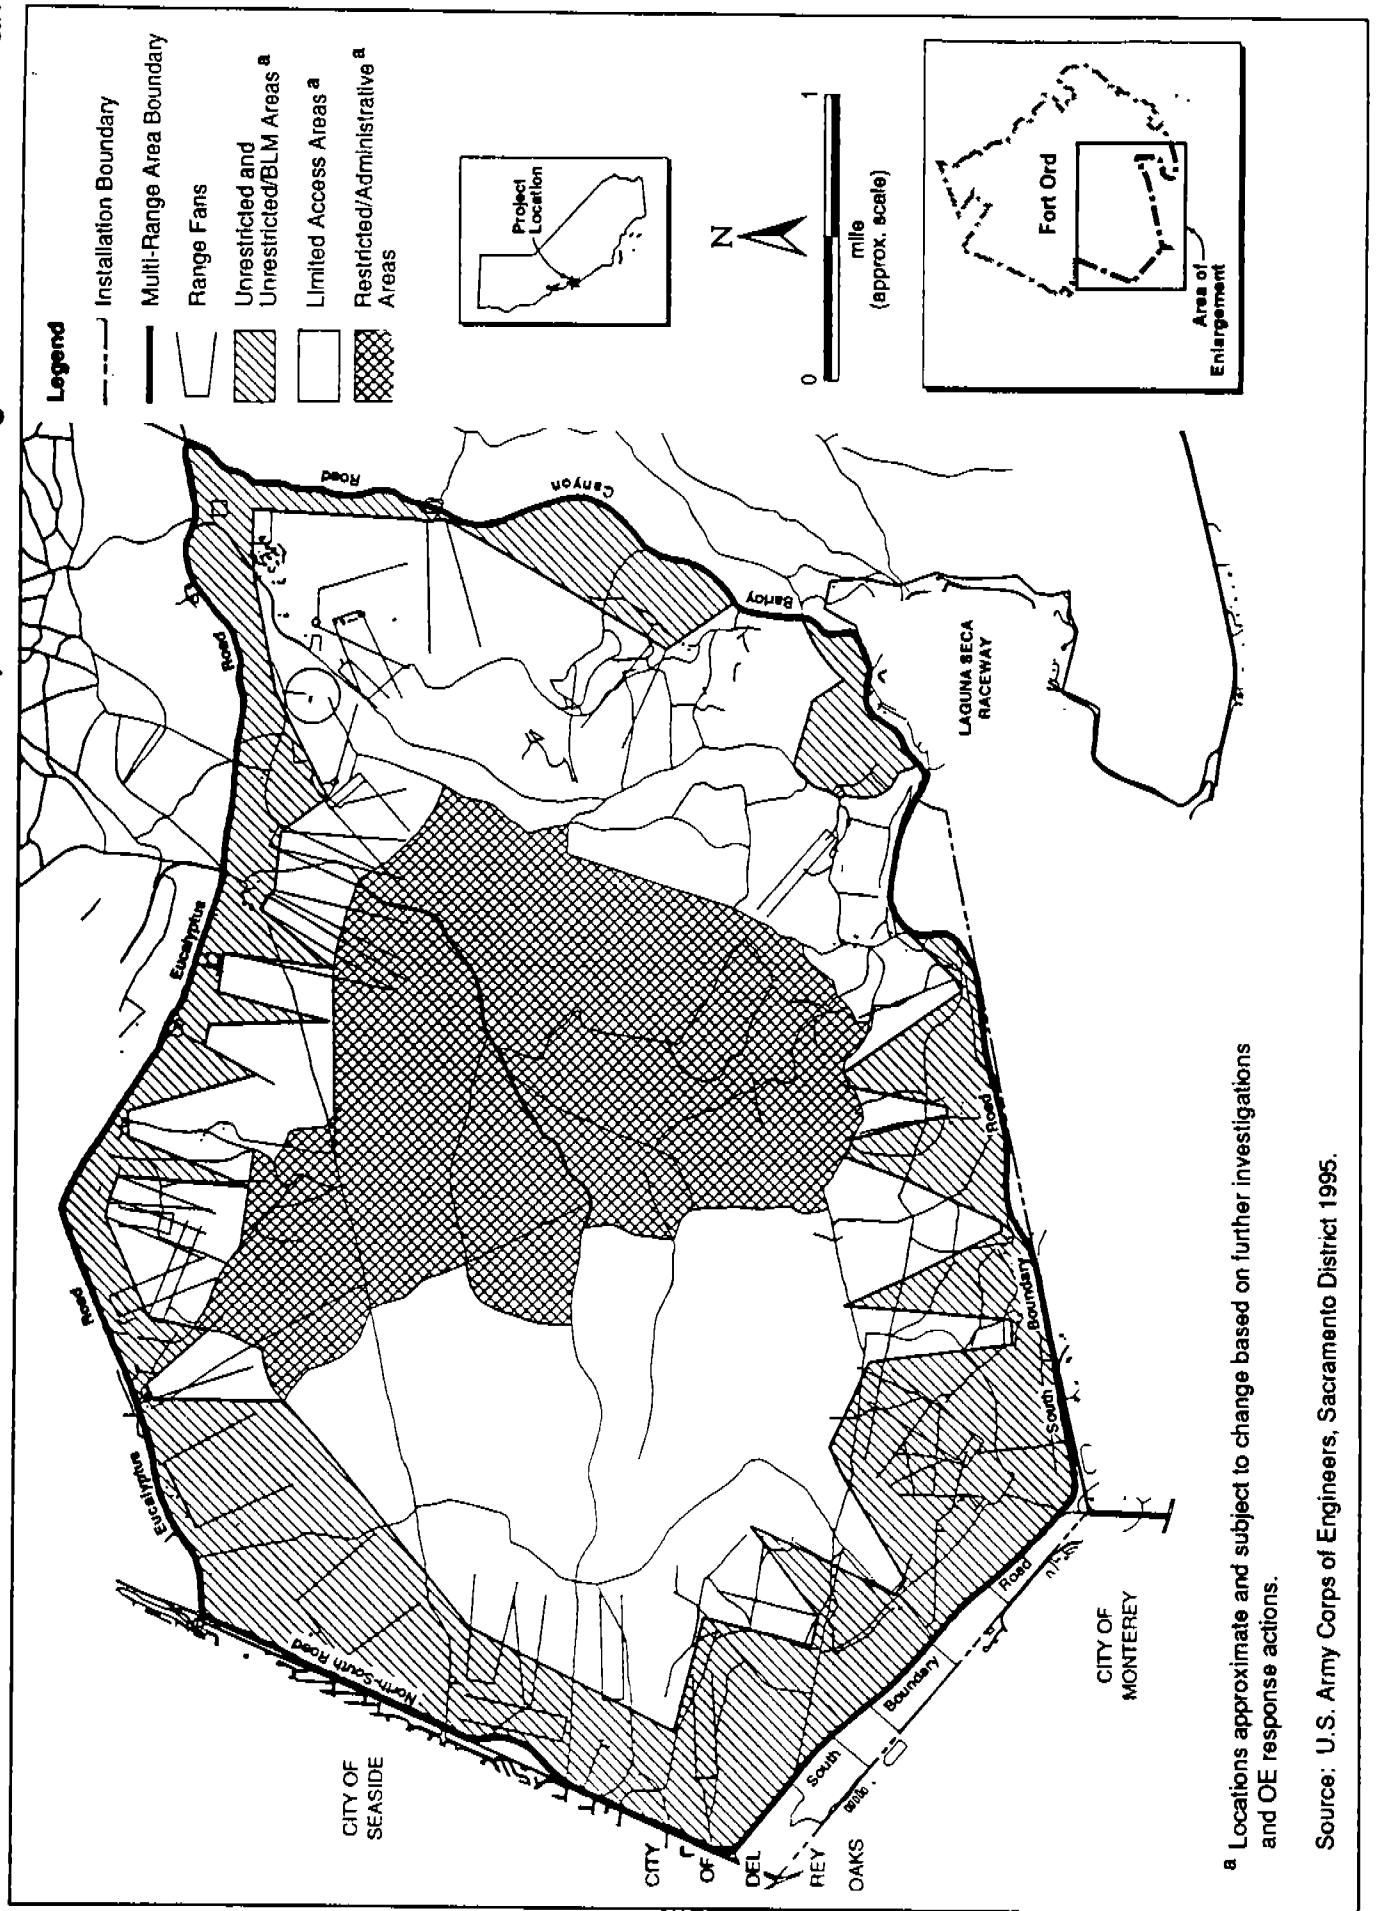 Legend
Installation Boundary
Multi-Range Area Boundary
Range Fans
Unrestricted and
Unrestricted/BLM Areas a
Limited Access Areas a
Restricted/Administrative a
Areas
Project
Location
N
0
1
mile
(approx. scale)
Fort Ord
Area of
Enlargement
Eucalyptus
Road
Eucalyptus
Road
Road
Canyon
Barloy
LAGUNA SECA
RACEWAY
North-South Road
CITY OF
SEASIDE
CITY
OF
DEL
REY
OAKS
South
Boundary
Road
South
Boundary
Road
CITY OF
MONTEREY
a Locations approximate and subject to change based on further investigations
and OE response actions.
Source: U.S. Army Corps of Engineers, Sacramento District 1995.